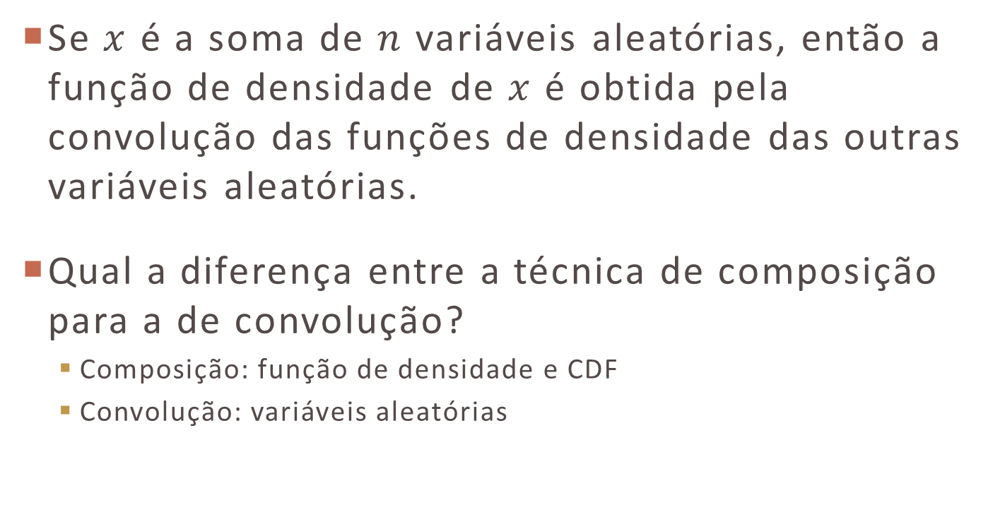 Se x é a soma de n variáveis aleatórias, então a
função de densidade de x é obtida pela
convolução das funções de densidade das outras
variáveis aleatórias.
Qual a diferença entre a técnica de composição
para a de convolução?
Composição: função de densidade e CDF
Convolução: variáveis aleatórias